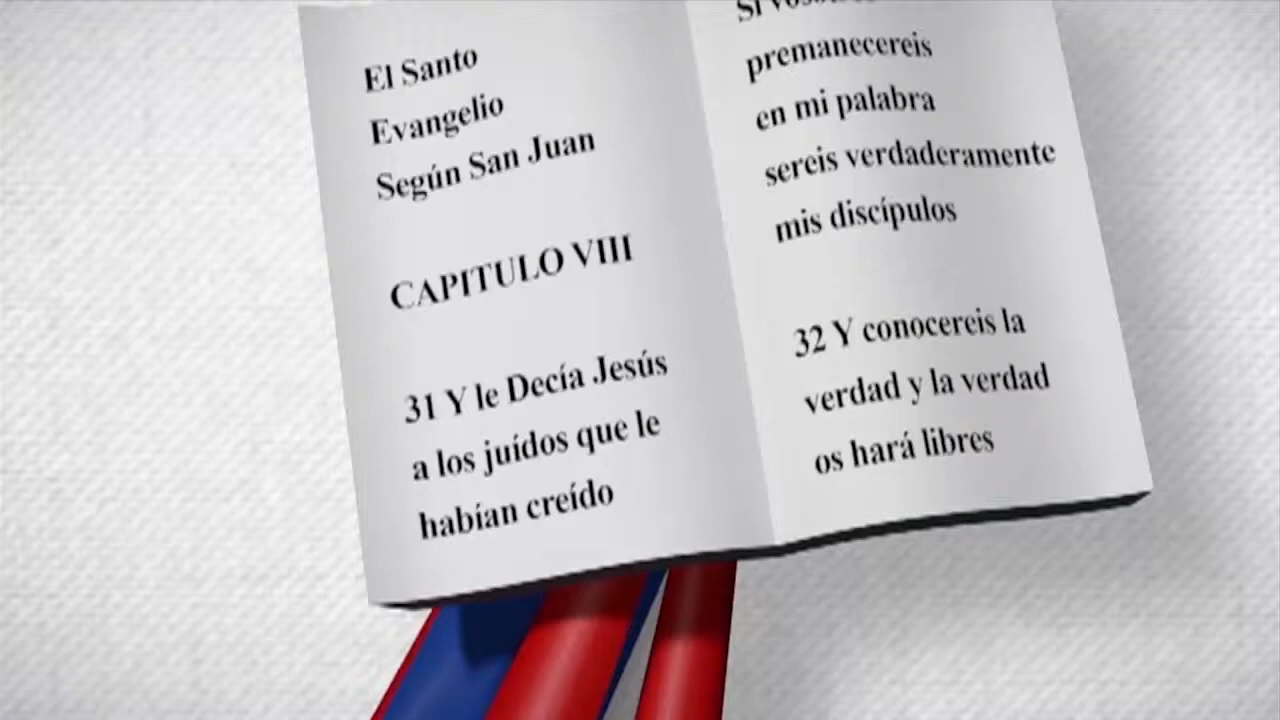 El Santo
Evangelio
Según San Juan
CAPITULO VIII
31 Y le Decía Jesús
a los juídos que le
habían creído
Si
premanecereis
en mi palabra
sereis verdaderamente
mis discípulos
32 Y conocereis la
verdad y la verdad
os hará libres